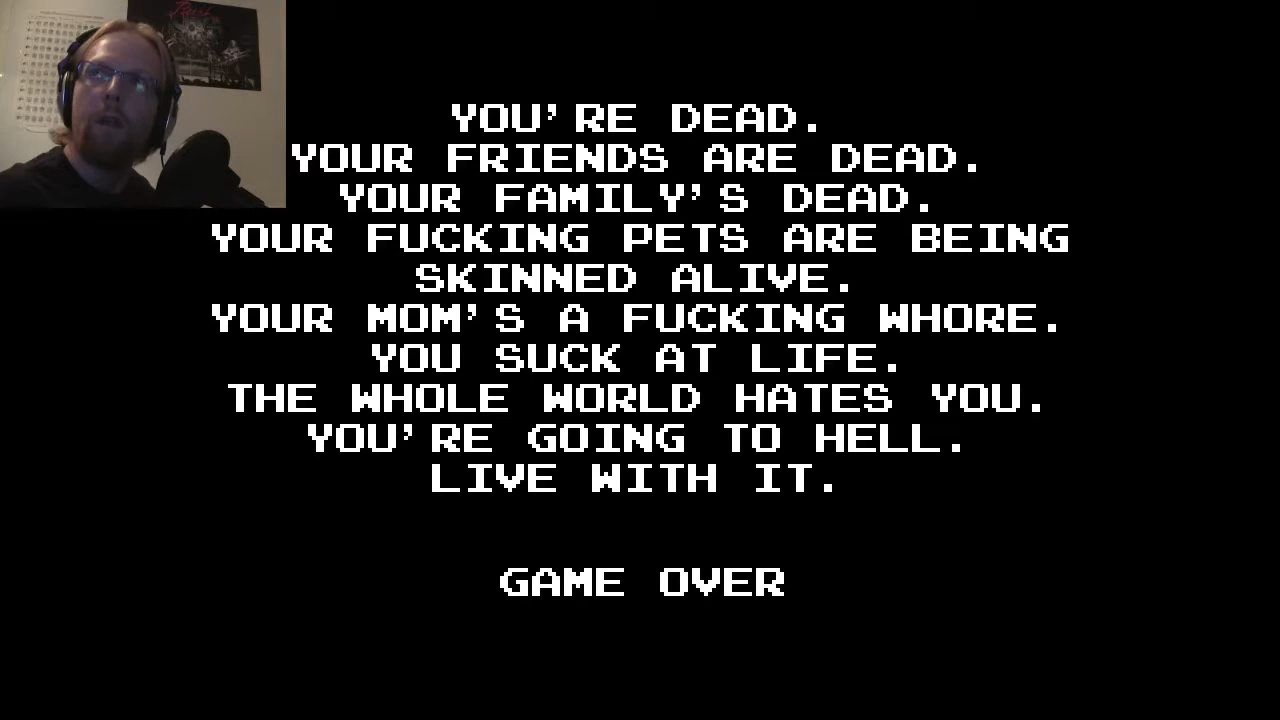 YOU'RE DEAD.
YOUR FRIENDS ARE DEAD.
YOUR FAMILY'S DEAD.
YOUR FUCKING PETS ARE BEING
SKINNED ALIVE.
YOUR MOM'S A FUCKING WHORE.
YOU SUCK AT LIFE.
THE WHOLE WORLD HATES YOU.
YOU'RE GOING TO HELL.
LIVE WITH IT.
GAME OVER